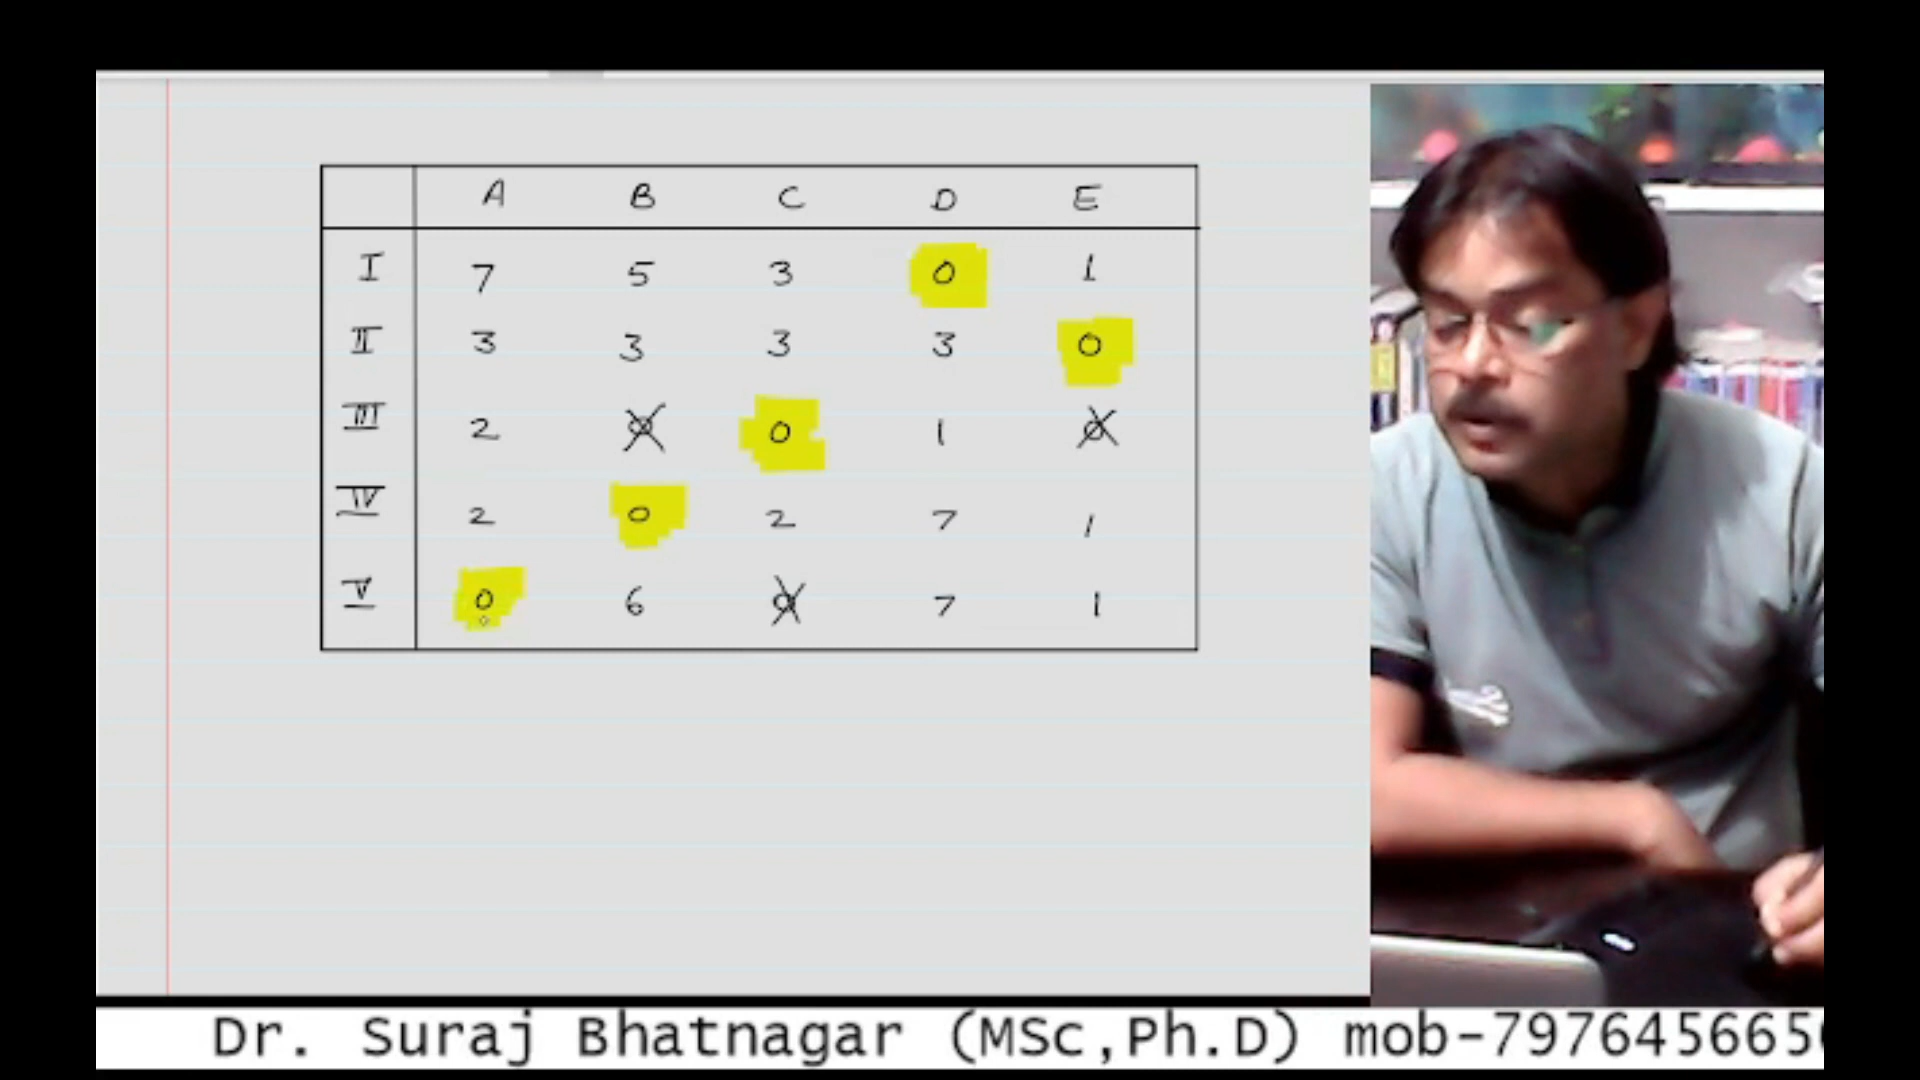 A B C D E
I 7 5 3 0 1
II 3 3 3 3 0
III 2 0 0 1 0
IV 2 0 2 7 1
V 0 6 0 7 1
Dr. Suraj Bhatnagar (MSc,Ph.D) mob-797645665